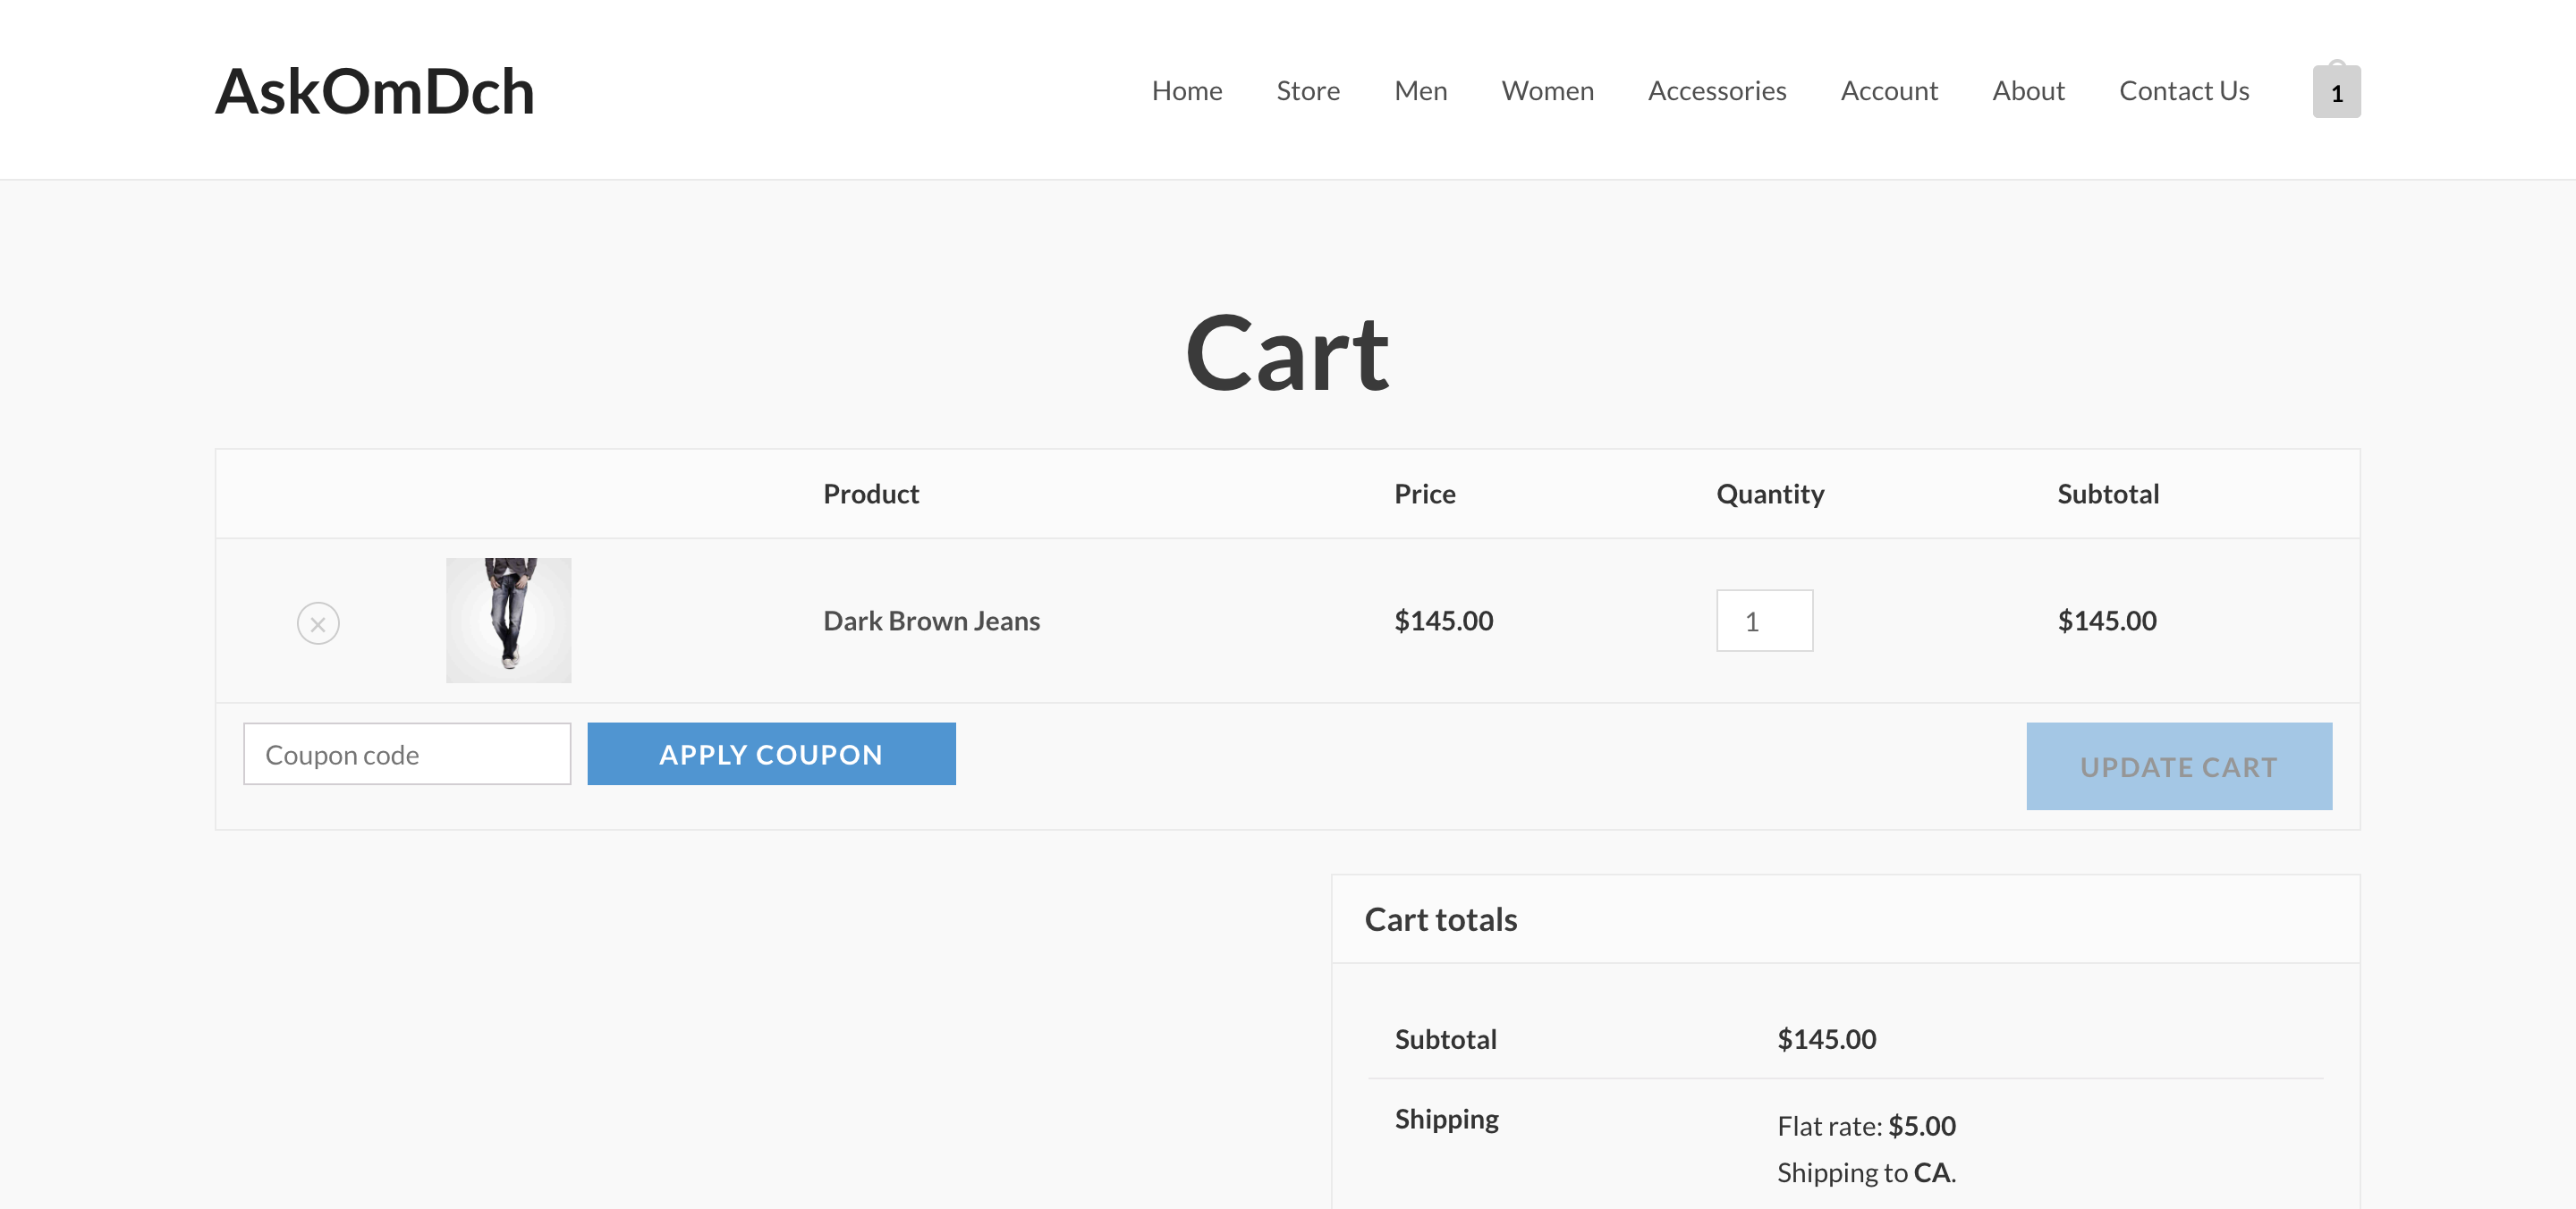 AskOmDch
Home Store Men Women Accessories Account About Contact Us 1
Cart
Product Price Quantity Subtotal
× Dark Brown Jeans $145.00 1 $145.00
Coupon code APPLY COUPON UPDATE CART
Cart totals
Subtotal $145.00
Shipping Flat rate: $5.00
Shipping to CA.